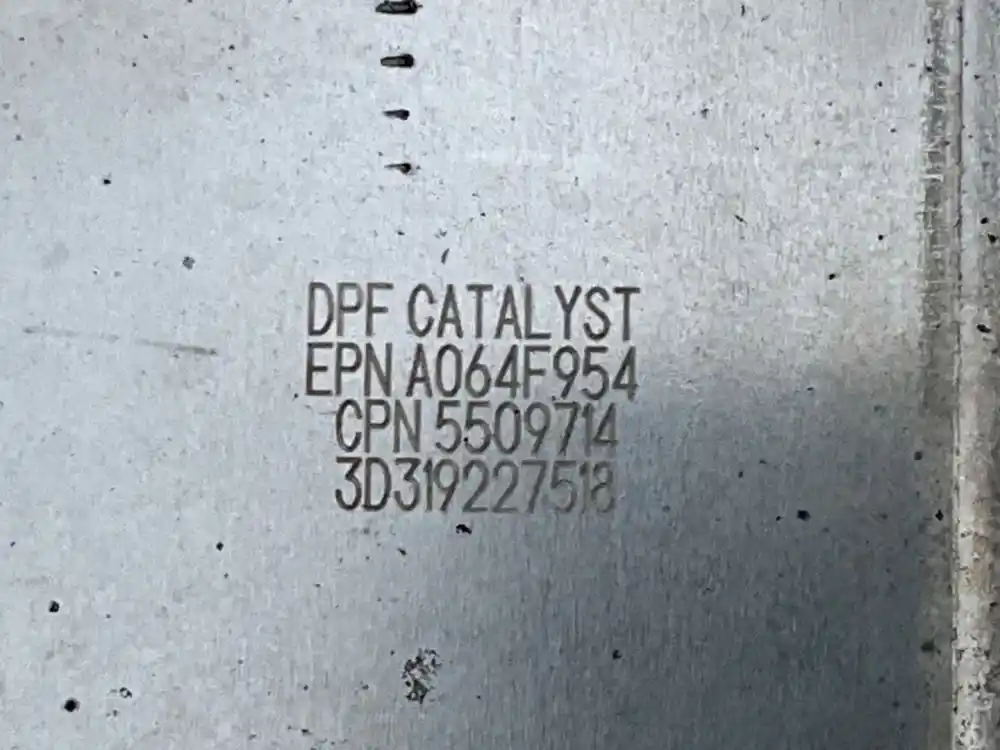 DPF CATALYST
EPN A064F954
CPN 5509714
3D319227518